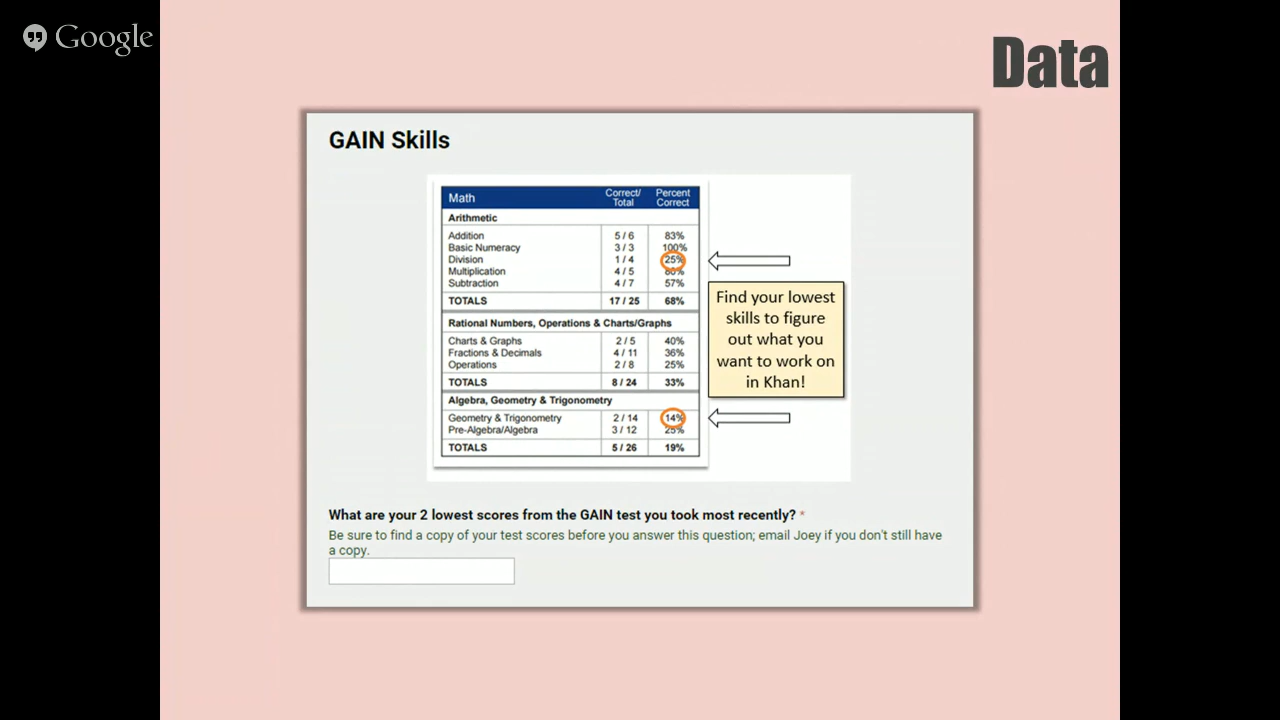 Google
Data
GAIN Skills
Math Correct/ Total Percent Correct
Arithmetic
Addition 5 / 6 83%
Basic Numeracy 3 / 3 100%
Division 1 / 4 25%
Multiplication 4 / 5 80%
Subtraction 4 / 7 57%
TOTALS 17 / 25 68%
Rational Numbers, Operations & Charts/Graphs
Charts & Graphs 2 / 5 40%
Fractions & Decimals 4 / 11 36%
Operations 2 / 8 25%
TOTALS 8 / 24 33%
Algebra, Geometry & Trigonometry
Geometry & Trigonometry 2 / 14 14%
Pre-Algebra/Algebra 3 / 12 25%
TOTALS 5 / 26 19%
Find your lowest
skills to figure
out what you
want to work on
in Khan!
What are your 2 lowest scores from the GAIN test you took most recently? *
Be sure to find a copy of your test scores before you answer this question; email Joey if you don't still have
a copy.